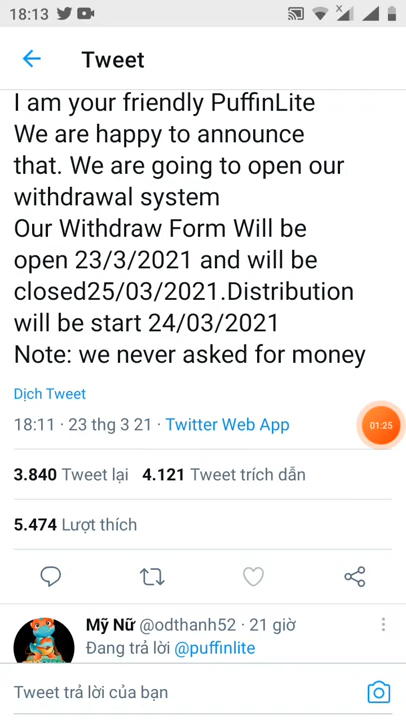 18:13
Tweet
I am your friendly PuffinLite
We are happy to announce
that. We are going to open our
withdrawal system
Our Withdraw Form Will be
open 23/3/2021 and will be
closed25/03/2021.Distribution
will be start 24/03/2021
Note: we never asked for money
Dịch Tweet
18:11 · 23 thg 3 21 · Twitter Web App
01:25
3.840 Tweet lại 4.121 Tweet trích dẫn
5.474 Lượt thích
Mỹ Nữ @odthanh52 · 21 giờ
Đang trả lời @puffinlite
Tweet trả lời của bạn